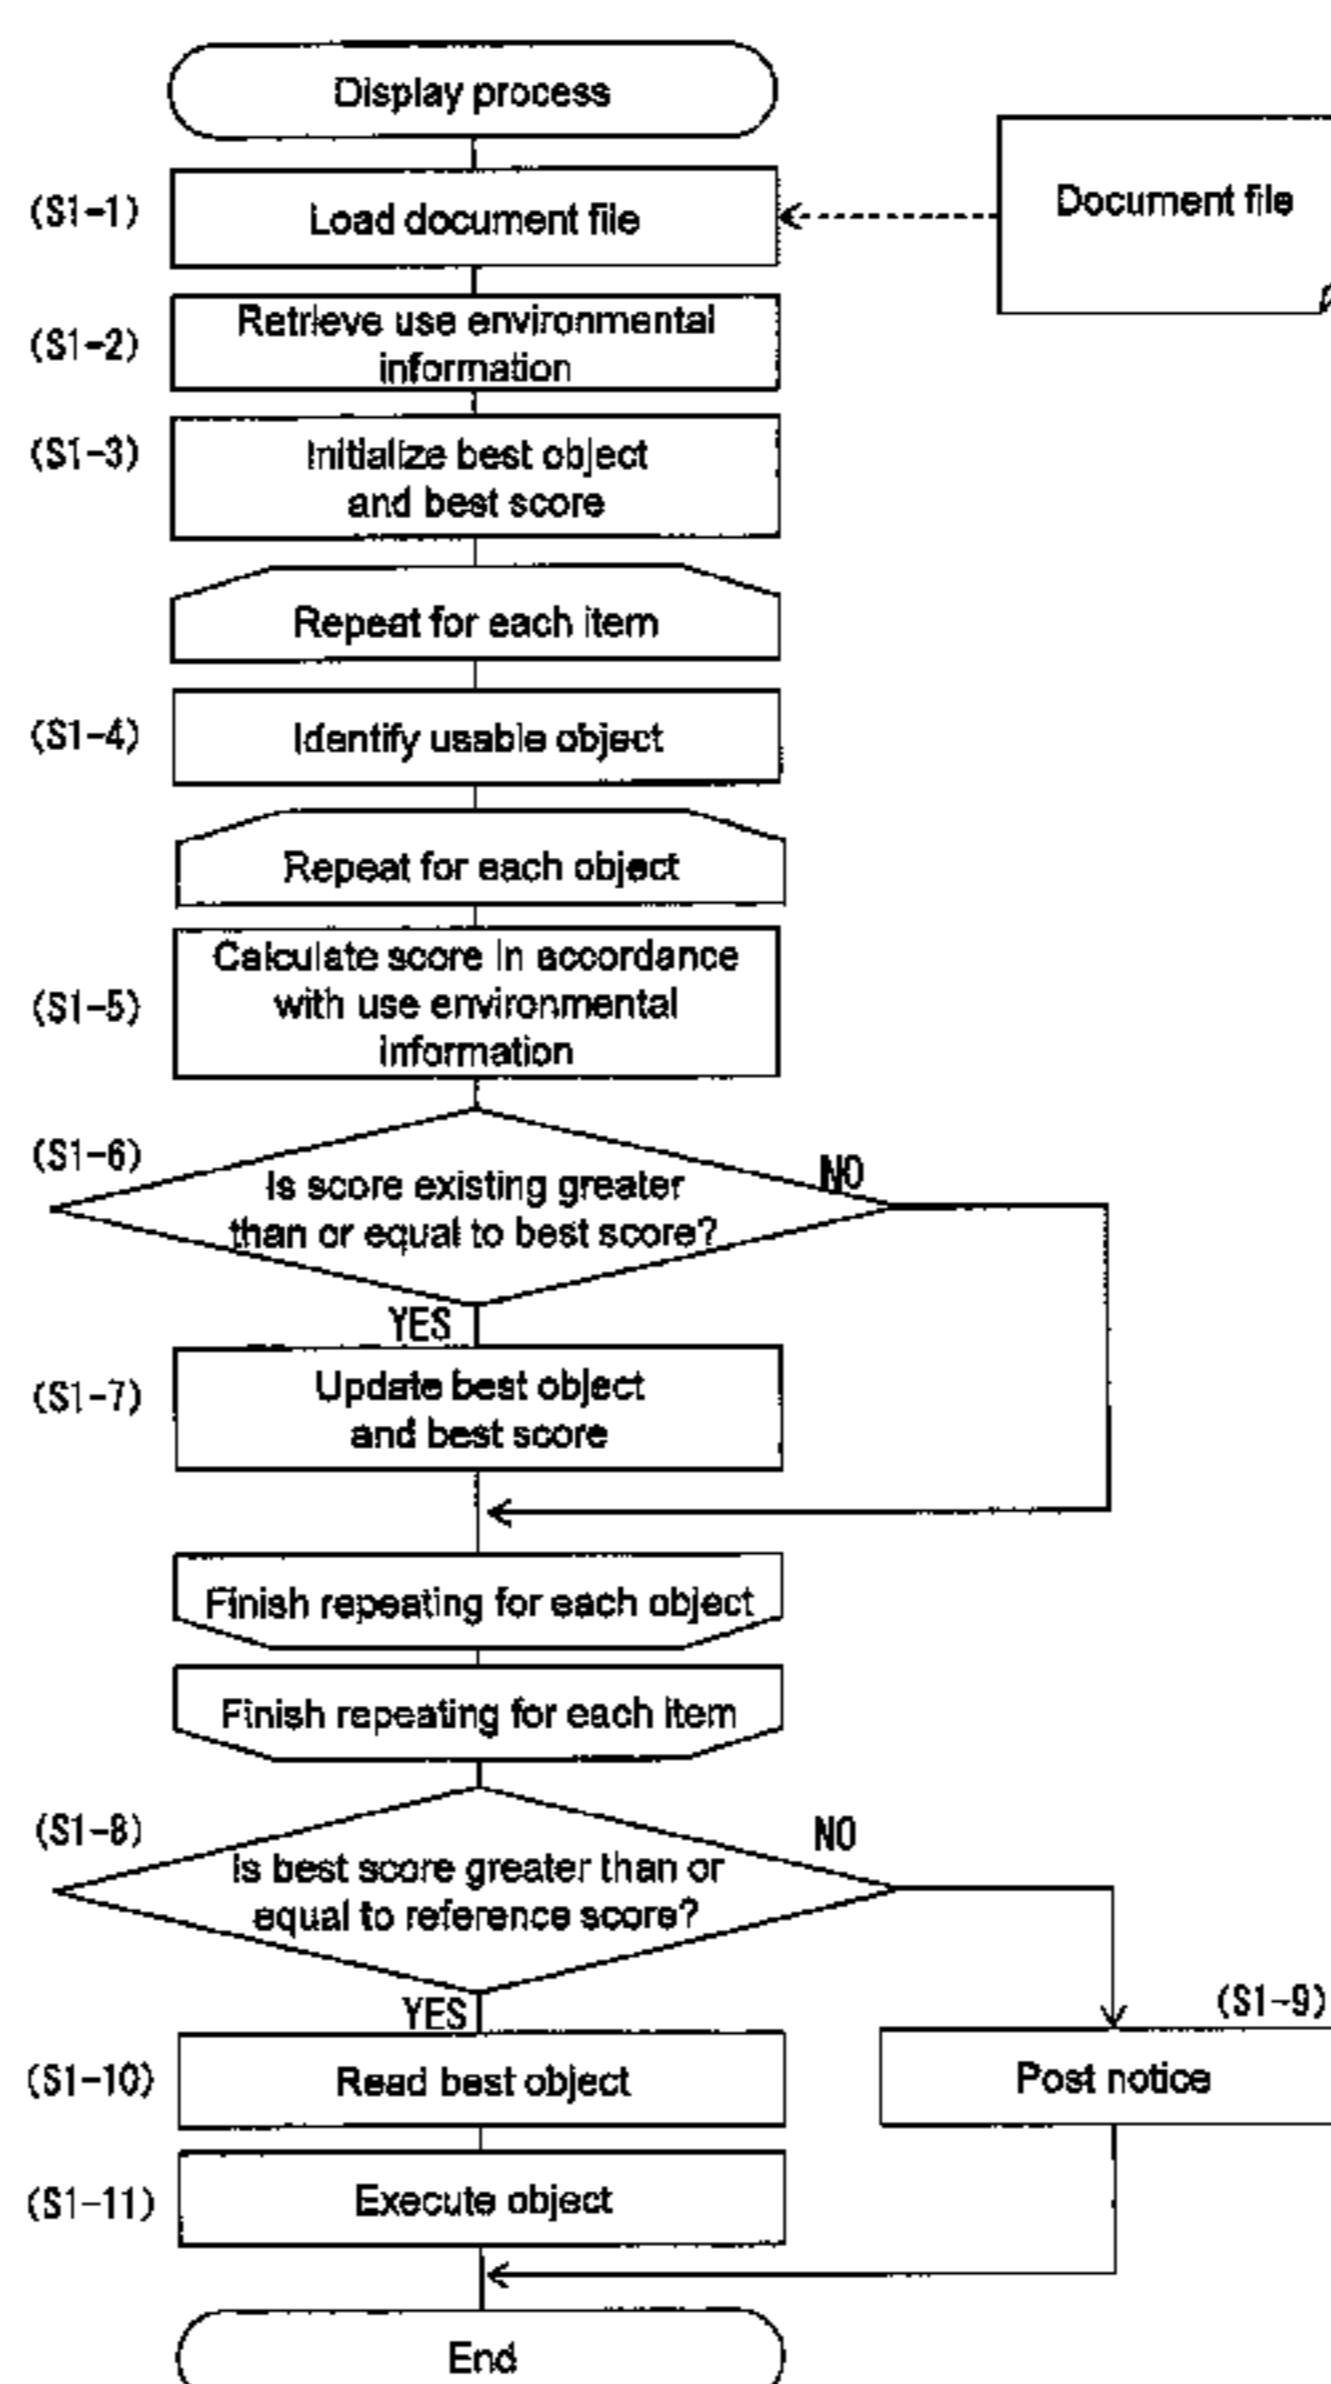 Display process
Document file
(S1-1)
Load document file
(S1-2)
Retrieve use environmental
information
(S1-3)
Initialize best object
and best score
Repeat for each item
(S1-4)
Identify usable object
Repeat for each object
(S1-5)
Calculate score in accordance
with use environmental
information
(S1-6)
Is score existing greater
than or equal to best score?
NO
YES
(S1-7)
Update best object
and best score
Finish repeating for each object
Finish repeating for each item
(S1-8)
Is best score greater than or
equal to reference score?
NO
YES
(S1-9)
(S1-10)
Read best object
Post notice
(S1-11)
Execute object
End